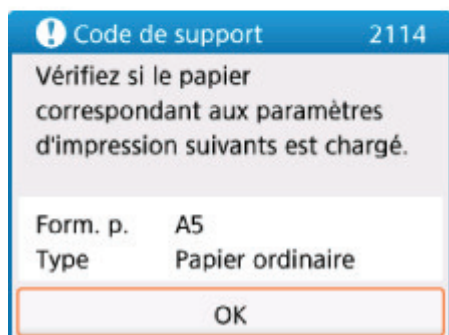 Code de support 2114
Vérifiez si le papier
correspondant aux paramètres
d'impression suivants est chargé.
Form. p. A5
Type Papier ordinaire
OK